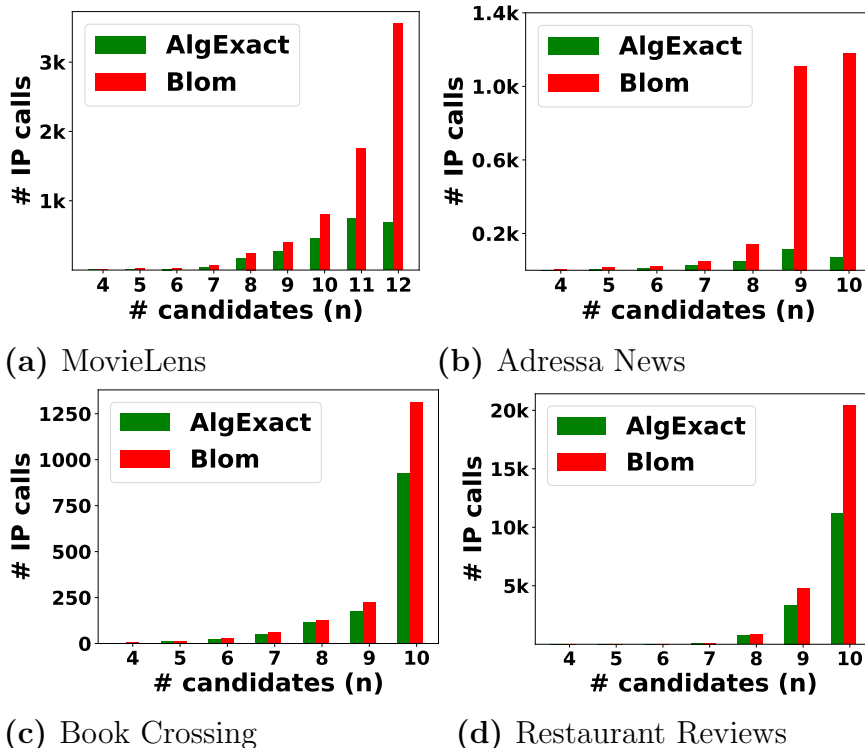 AlgExact
Blom
# IP calls
3k
2k
1k
4 5 6 7 8 9 10 11 12
# candidates (n)
(a) MovieLens
AlgExact
Blom
# IP calls
1.4k
1.0k
0.6k
0.2k
4 5 6 7 8 9 10
# candidates (n)
(b) Adressa News
AlgExact
Blom
# IP calls
1250
1000
750
500
250
0
4 5 6 7 8 9 10
# candidates (n)
(c) Book Crossing
AlgExact
Blom
# IP calls
20k
15k
10k
5k
4 5 6 7 8 9 10
# candidates (n)
(d) Restaurant Reviews